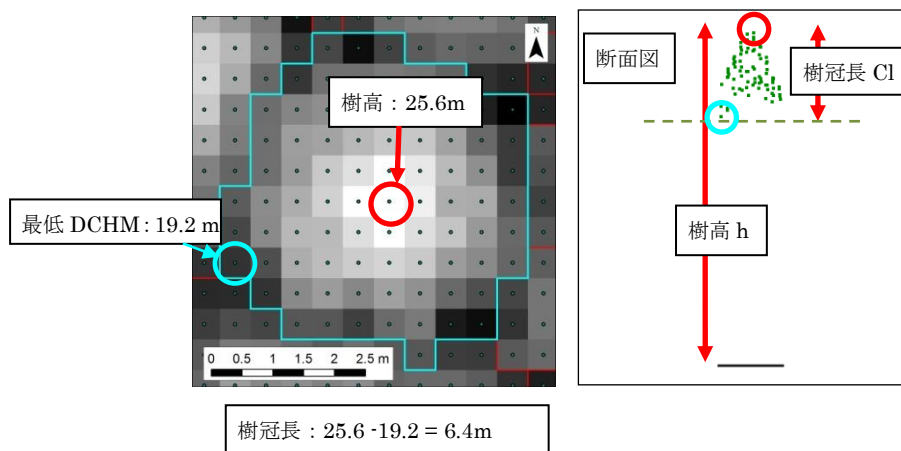 N
樹高：25.6m
最低 DCHM : 19.2 m
0 0.5 1 1.5 2 2.5 m
樹冠長：25.6 -19.2 = 6.4m
断面図
樹冠長 Cl
樹高 h